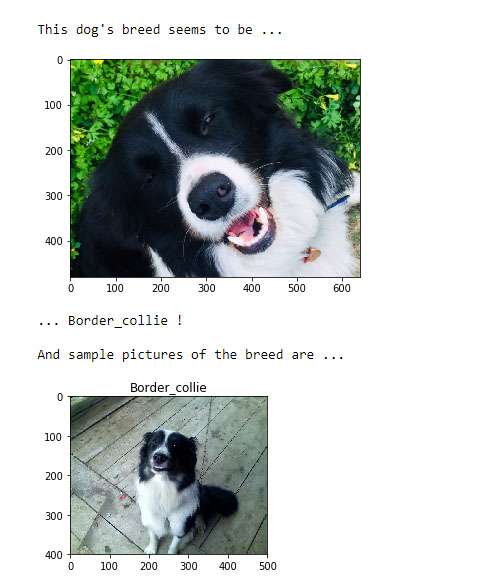 This dog's breed seems to be ...
0
100
200
300
400
0 100 200 300 400 500 600
... Border_collie !
And sample pictures of the breed are ...
Border_collie
0
100
200
300
400
0 100 200 300 400 500